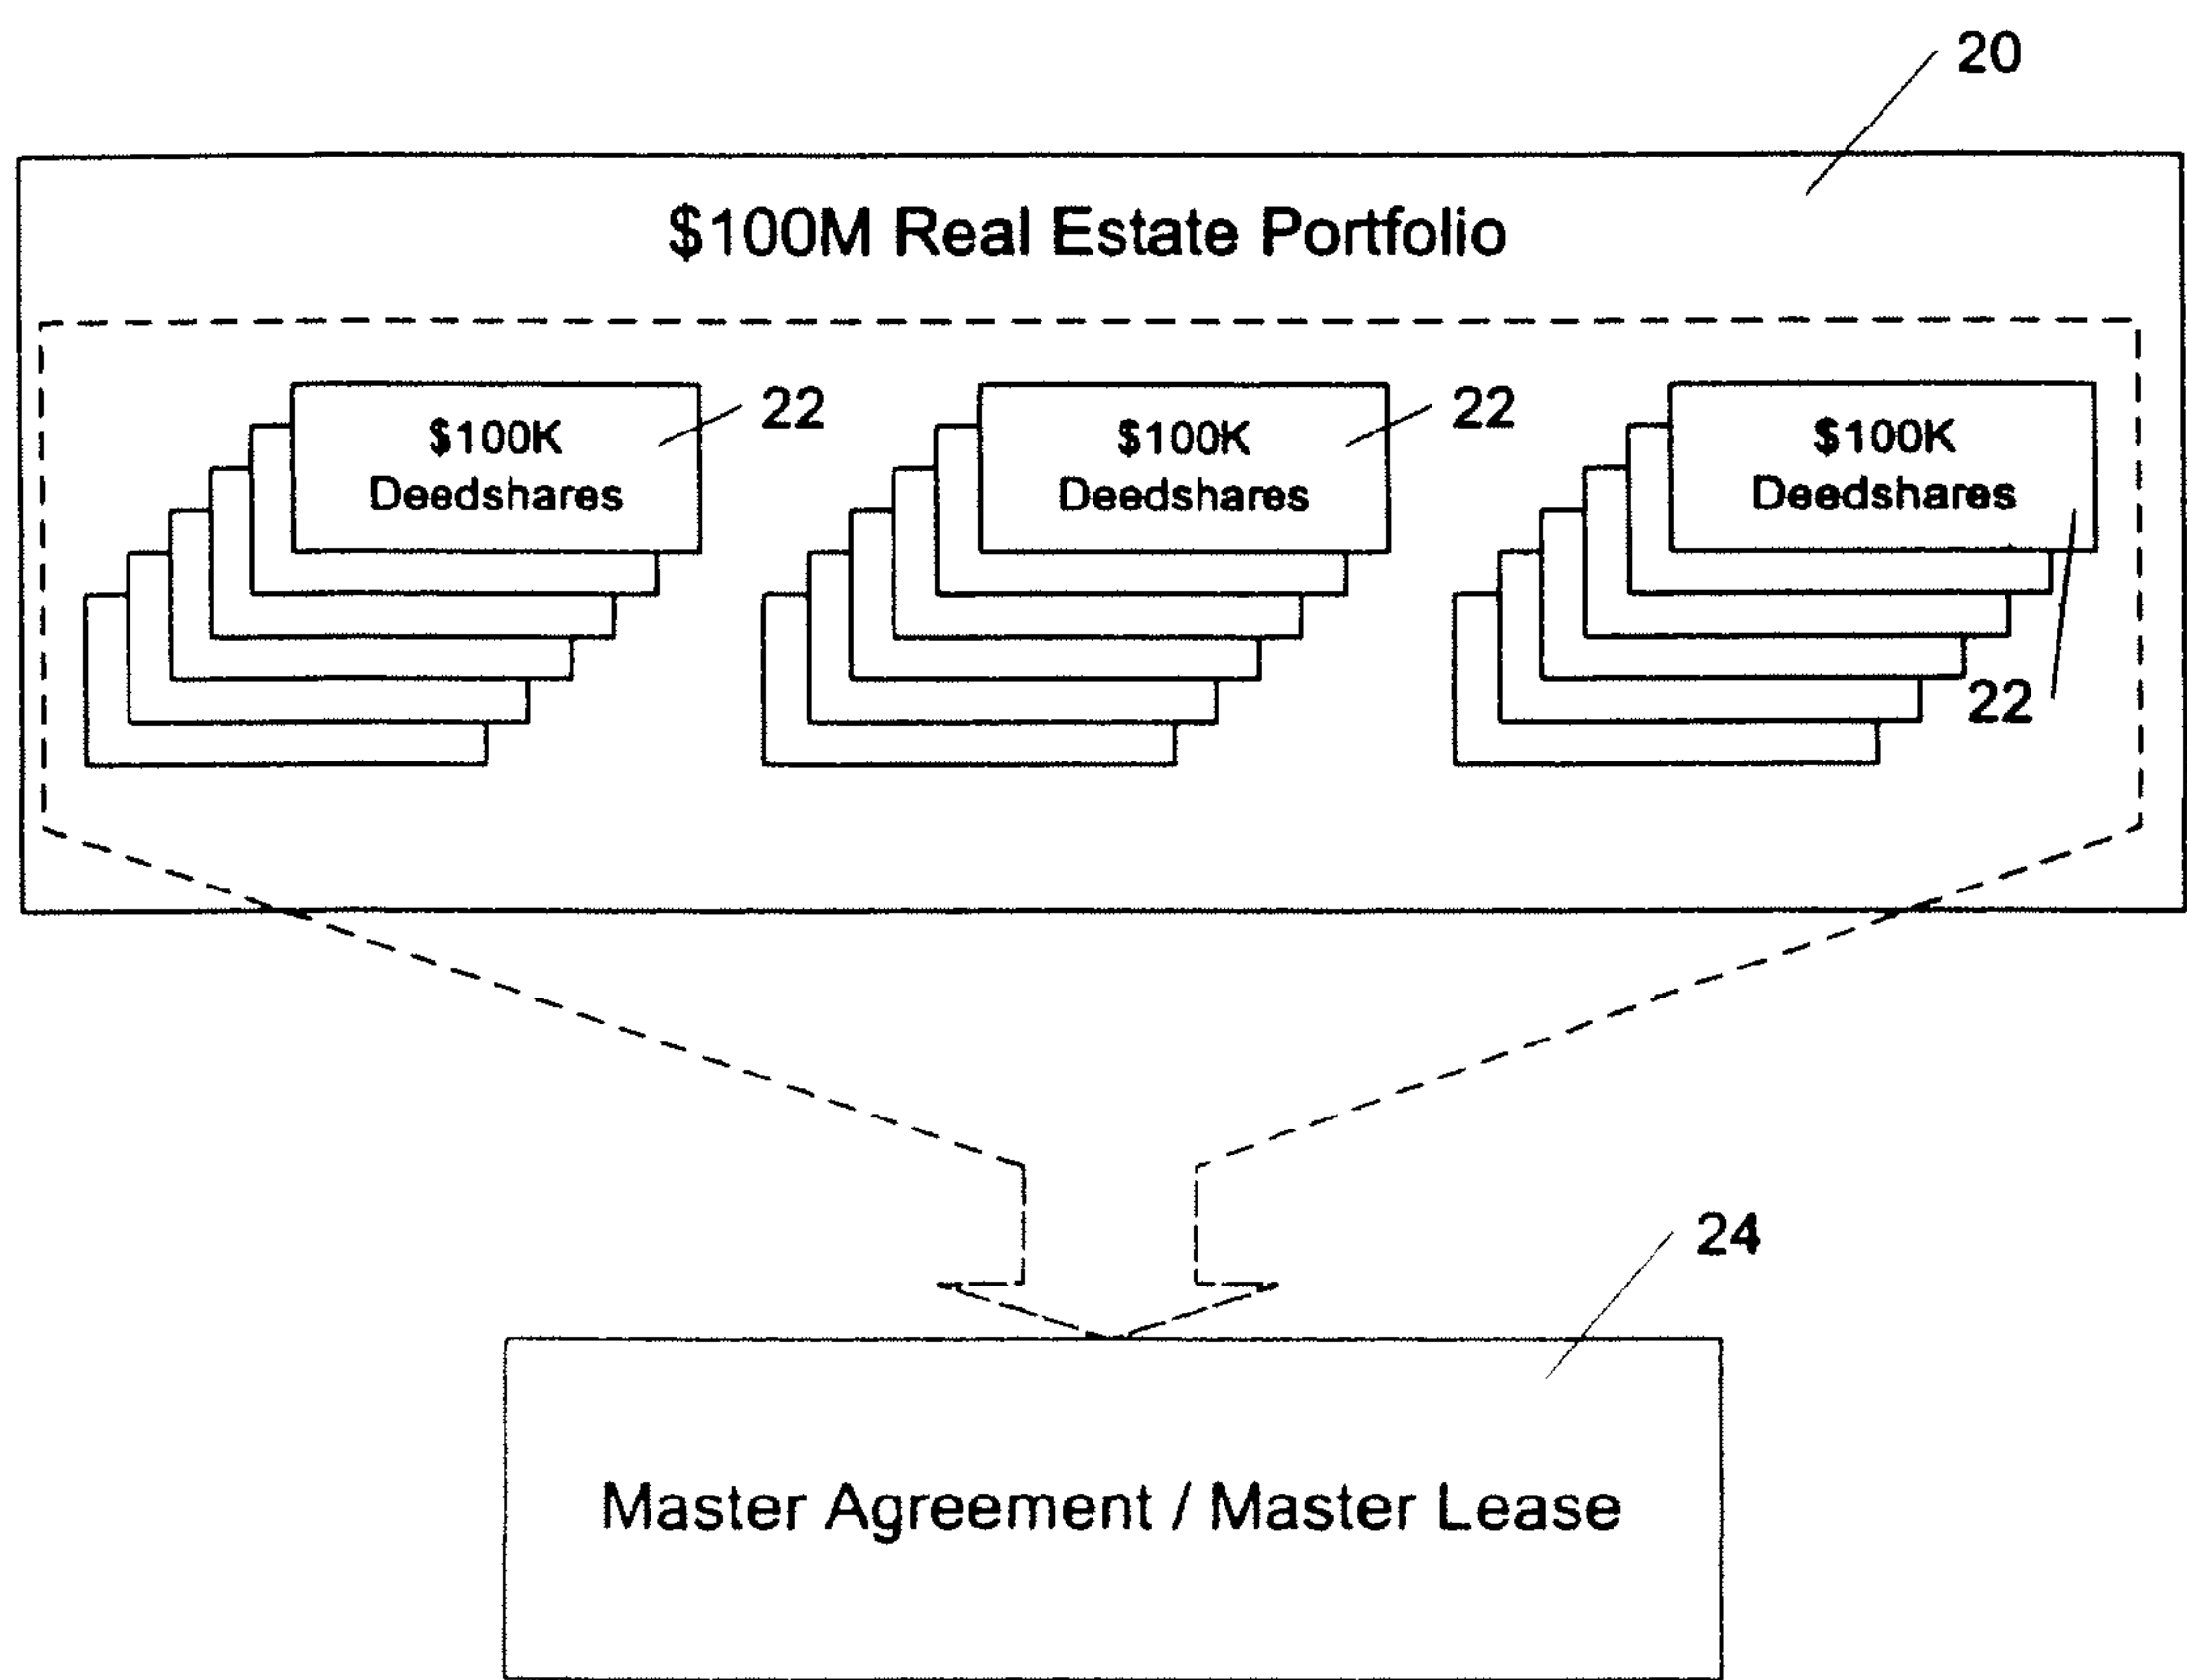 20
$100M Real Estate Portfolio
$100K
Deedshares
22
$100K
Deedshares
22
$100K
Deedshares
22
24
Master Agreement / Master Lease